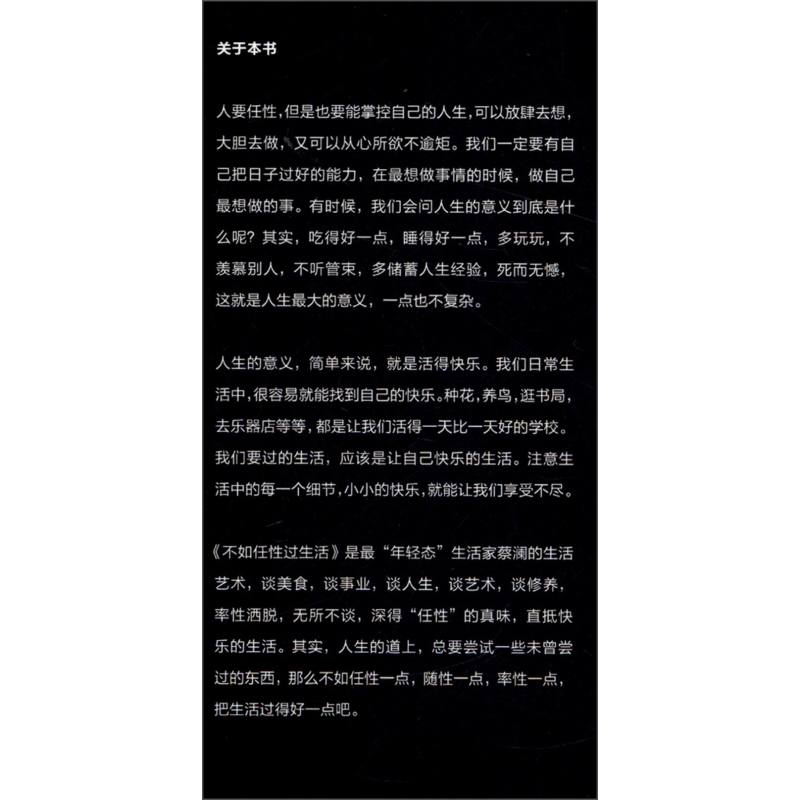 关于本书
人要任性，但是也要能掌控自己的人生，可以放肆去想，
大胆去做，又可以从心所欲不逾矩。我们一定要有自
己把日子过好的能力，在最想做事情的时候，做自己
最想做的事。有时候，我们会问人生的意义到底是什
么呢？其实，吃得好一点，睡得好一点，多玩玩，不
羡慕别人，不听管束，多储蓄人生经验，死而无憾，
这就是人生最大的意义，一点也不复杂。
人生的意义，简单来说，就是活得快乐。我们日常生
活中，很容易就能找到自己的快乐。种花，养鸟，逛书局，
去乐器店等等，都是让我们活得一天比一天好的学校。
我们要过的生活，应该是让自己快乐的生活。注意生
活中的每一个细节，小小的快乐，就能让我们享受不尽。
《不如任性过生活》是最“年轻态”生活家蔡澜的生活
艺术，谈美食，谈事业，谈人生，谈艺术，谈修养，
率性洒脱，无所不谈，深得“任性”的真味，直抵快
乐的生活。其实，人生的道上，总要尝试一些未曾尝
过的东西，那么不如任性一点，随性一点，率性一点，
把生活过得好一点吧。